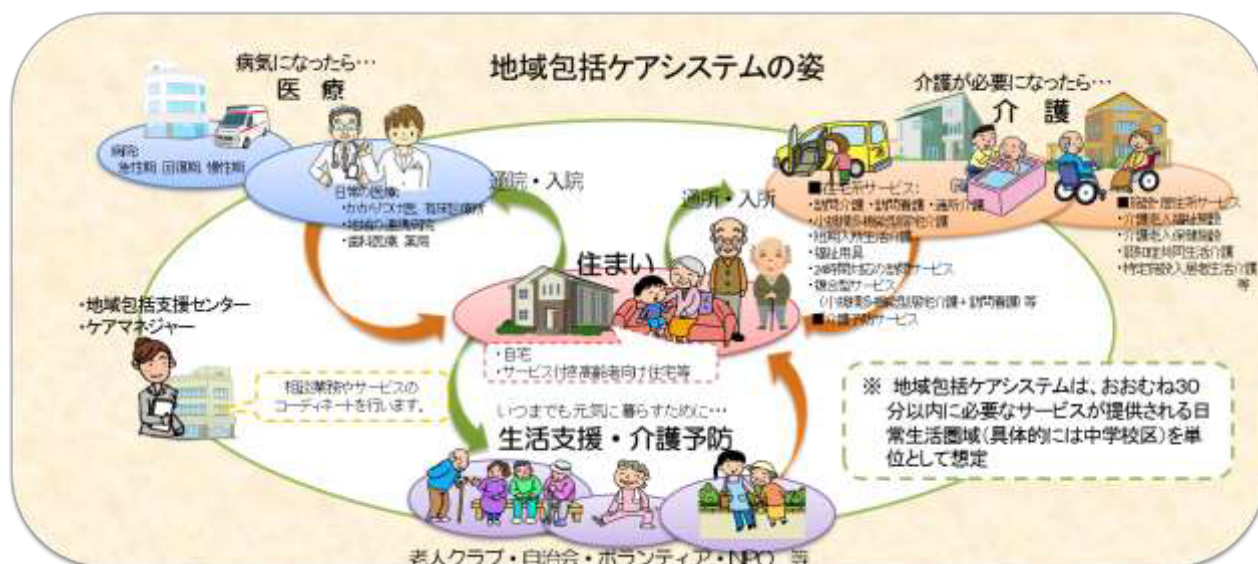 地域包括ケアシステムの姿
病気になったら…
医 療
病院:
急性期、回復期、慢性期
日常の医療:
・かかりつけ医、有床診療所
・地域の連携病院
・歯科医療、薬局
通院・入院
通所・入所
介護が必要になったら…
介 護
■在宅系サービス:
・訪問介護・訪問看護・通所介護
・小規模多機能型居宅介護
・短期入所生活介護
・福祉用具
・24時間対応の訪問サービス
・複合型サービス
(小規模多機能型居宅介護+訪問看護)等
■介護予防サービス
■施設・居住系サービス
・介護老人福祉施設
・介護老人保健施設
・認知症共同生活介護
・特定施設入居者生活介護
等
住まい
・自宅
・サービス付き高齢者向け住宅等
・地域包括支援センター
・ケアマネジャー
相談業務やサービスの
コーディネートを行います。
いつまでも元気に暮らすために…
生活支援・介護予防
老人クラブ・自治会・ボランティア・NPO 等
※ 地域包括ケアシステムは、おおむね30
分以内に必要なサービスが提供される日
常生活圏域(具体的には中学校区)を単
位として想定